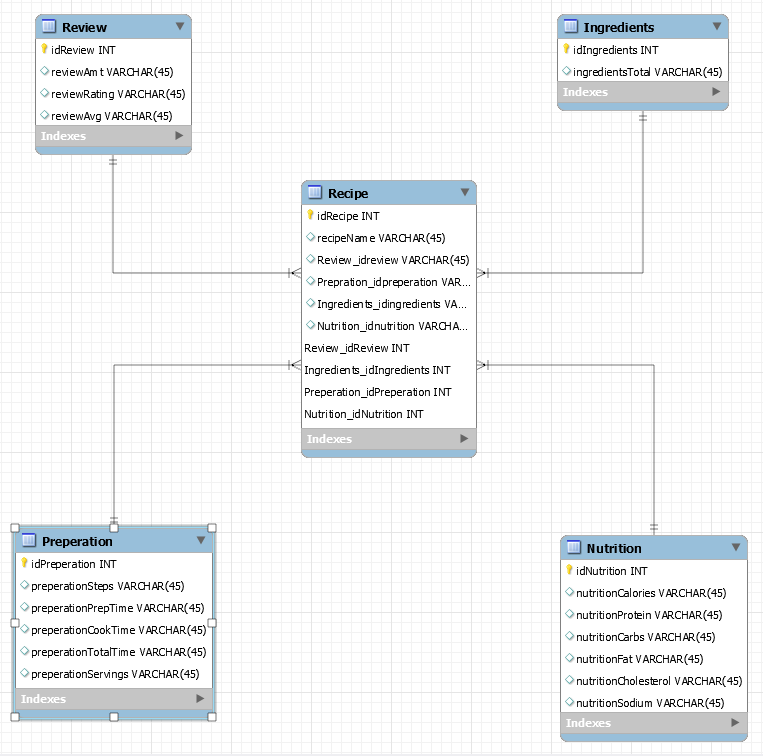 Review
idReview INT
reviewAmt VARCHAR(45)
reviewRating VARCHAR(45)
reviewAvg VARCHAR(45)
Indexes
Ingredients
idIngredients INT
ingredientsTotal VARCHAR(45)
Indexes
Recipe
idRecipe INT
recipeName VARCHAR(45)
Review_idreview VARCHAR(45)
Prepration_idpreperation VAR...
Ingredients_idingredients VA...
Nutrition_idnutrition VARCHA...
Review_idReview INT
Ingredients_idIngredients INT
Preperation_idPreperation INT
Nutrition_idNutrition INT
Indexes
Preperation
idPreperation INT
preperationSteps VARCHAR(45)
preperationPrepTime VARCHAR(45)
preperationCookTime VARCHAR(45)
preperationTotalTime VARCHAR(45)
preperationServings VARCHAR(45)
Indexes
Nutrition
idNutrition INT
nutritionCalories VARCHAR(45)
nutritionProtein VARCHAR(45)
nutritionCarbs VARCHAR(45)
nutritionFat VARCHAR(45)
nutritionCholesterol VARCHAR(45)
nutritionSodium VARCHAR(45)
Indexes